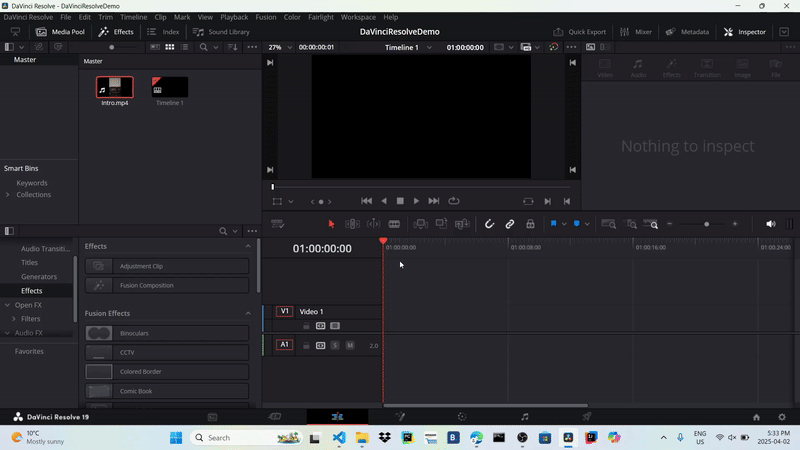 DaVinci Resolve - DaVinciResolveDemo
DaVinci Resolve File Edit Trim Timeline Clip Mark View Playback Fusion Color Fairlight Workspace Help
Media Pool Effects Index Sound Library DaVinciResolveDemo Quick Export Mixer Metadata Inspector
27% 00:00:00:01 Timeline 1 01:00:00:00
Master
Master
Intro.mp4 Timeline 1
Video Audio Effects Transition Image File
Nothing to inspect
Smart Bins
Keywords
Collections
Audio Transiti...
Titles
Generators
Effects
Open FX
Filters
Audio FX
Favorites
Effects
Adjustment Clip
Fusion Composition
Fusion Effects
Binoculars
CCTV
Colored Border
Comic Book
01:00:00:00
01:00:00:00 01:00:08:00 01:00:16:00 01:00:24:00
V1 Video 1
A1 S M 2.0
DaVinci Resolve 19
10°C
Mostly sunny
Search
ENG
US
5:33 PM
2025-04-02